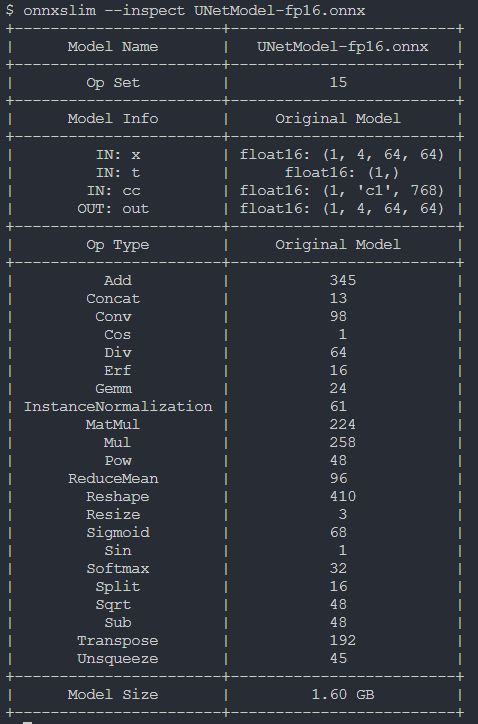 $ onnxslim --inspect UNetModel-fp16.onnx
+------------------------+-------------------------+
| Model Name | UNetModel-fp16.onnx |
+------------------------+-------------------------+
| Op Set | 15 |
+------------------------+-------------------------+
| Model Info | Original Model |
+------------------------+-------------------------+
| IN: x | float16: (1, 4, 64, 64) |
| IN: t | float16: (1,) |
| IN: cc | float16: (1, 'c1', 768) |
| OUT: out | float16: (1, 4, 64, 64) |
+------------------------+-------------------------+
| Op Type | Original Model |
+------------------------+-------------------------+
| Add | 345 |
| Concat | 13 |
| Conv | 98 |
| Cos | 1 |
| Div | 64 |
| Erf | 16 |
| Gemm | 24 |
| InstanceNormalization | 61 |
| MatMul | 224 |
| Mul | 258 |
| Pow | 48 |
| ReduceMean | 96 |
| Reshape | 410 |
| Resize | 3 |
| Sigmoid | 68 |
| Sin | 1 |
| Softmax | 32 |
| Split | 16 |
| Sqrt | 48 |
| Sub | 48 |
| Transpose | 192 |
| Unsqueeze | 45 |
+------------------------+-------------------------+
| Model Size | 1.60 GB |
+------------------------+-------------------------+